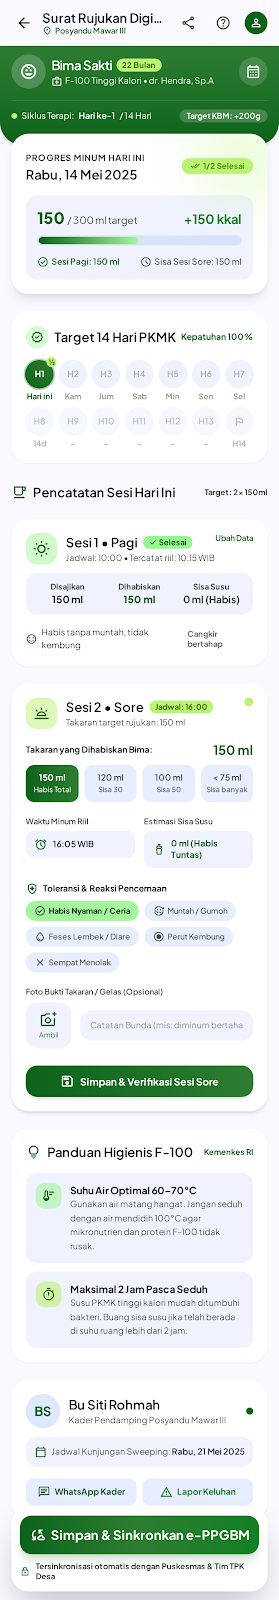 Surat Rujukan Digi...
Posyandu Mawar III
Bima Sakti 22 Bulan
F-100 Tinggi Kalori • dr. Hendra, Sp.A
Siklus Terapi: Hari ke-1 / 14 Hari Target KBM: +200g
PROGRES MINUM HARI INI
Rabu, 14 Mei 2025
1/2 Selesai
150 / 300 ml target +150 kkal
Sesi Pagi: 150 ml Sisa Sesi Sore: 150 ml
Target 14 Hari PKMK Kepatuhan 100%
½
H1 H2 H3 H4 H5 H6 H7
Hari ini Kam Jum Sab Min Sen Sel
H8 H9 H10 H11 H12 H13
14d - - - - - H14
Pencatatan Sesi Hari Ini Target: 2x 150ml
Sesi 1 • Pagi Selesai Ubah Data
Jadwal: 10:00 • Tercatat riil: 10:15 WIB
Disajikan Dihabiskan Sisa Susu
150 ml 150 ml 0 ml (Habis)
Habis tanpa muntah, tidak
kembung
Cangkir
bertahap
Sesi 2 • Sore Jadwal: 16:00
Takaran target rujukan: 150 ml
Takaran yang Dihabiskan Bima: 150 ml
150 ml 120 ml 100 ml < 75 ml
Habis Total Sisa 30 Sisa 50 Sisa banyak
Waktu Minum Riil Estimasi Sisa Susu
16:05 WIB
0 ml (Habis
Tuntas)
Toleransi & Reaksi Pencernaan
Habis Nyaman / Ceria Muntah / Gumoh
Feses Lembek / Diare Perut Kembung
Sempat Menolak
Foto Bukti Takaran / Gelas (Opsional)
Ambil
Catatan Bunda (mis: diminum bertaha
Simpan & Verifikasi Sesi Sore
Panduan Higienis F-100 Kemenkes RI
Suhu Air Optimal 60–70°C
Gunakan air matang hangat. Jangan seduh
dengan air mendidih 100°C agar
mikronutrien dan protein F-100 tidak
rusak.
Maksimal 2 Jam Pasca Seduh
Susu PKMK tinggi kalori mudah ditumbuhi
bakteri. Buang sisa susu jika telah berada
di suhu ruang lebih dari 2 jam.
BS
Bu Siti Rohmah
Kader Pendamping Posyandu Mawar III
Jadwal Kunjungan Sweeping: Rabu, 21 Mei 2025
WhatsApp Kader Lapor Keluhan
Simpan & Sinkronkan e-PPGBM
Tersinkronisasi otomatis dengan Puskesmas & Tim TPK
Desa